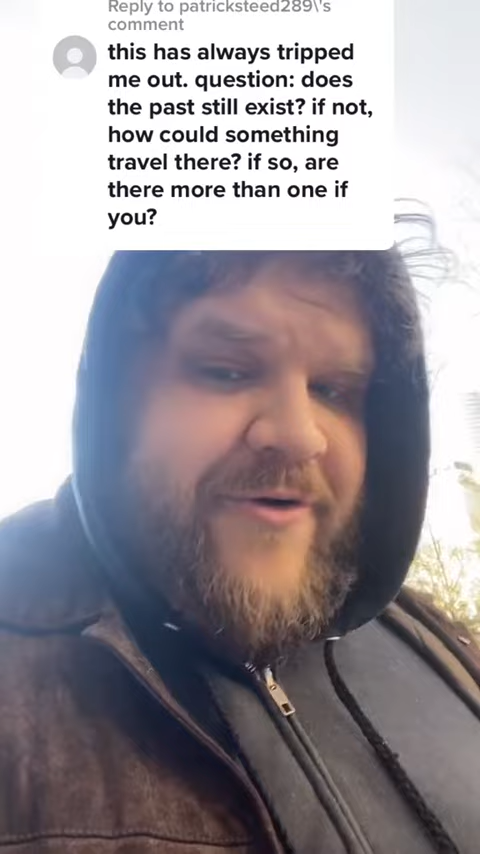 Reply to patricksteed289\'s
comment
this has always tripped
me out. question: does
the past still exist? if not,
how could something
travel there? if so, are
there more than one if
you?